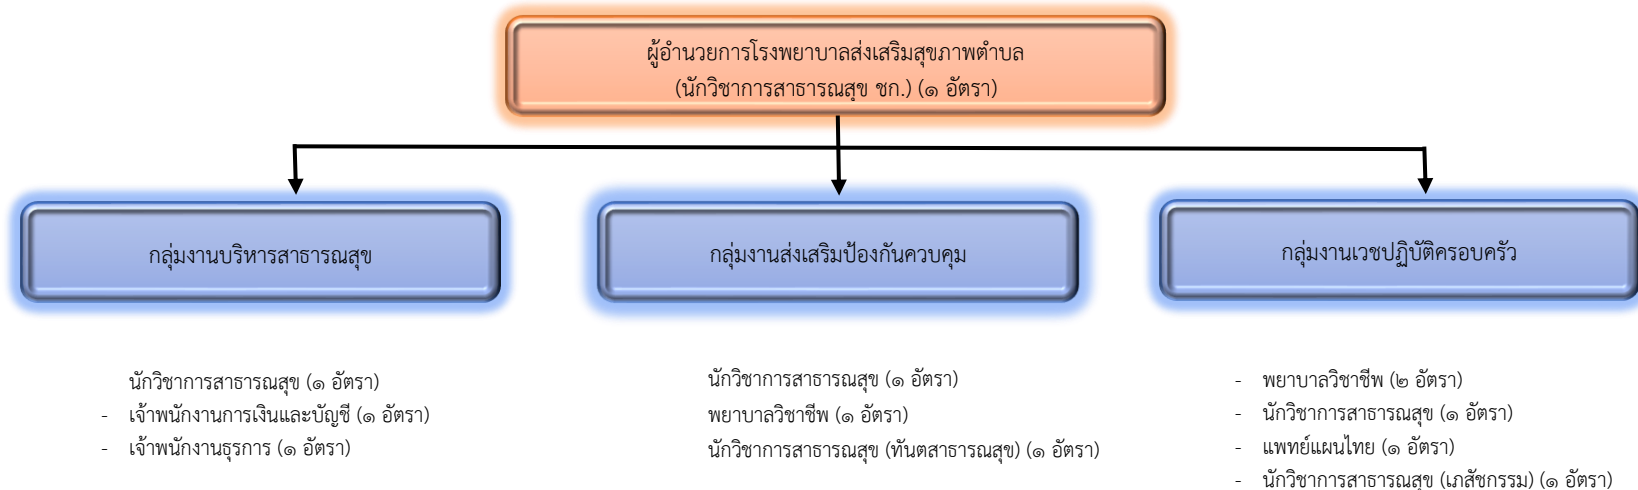 ผู้อำนวยการโรงพยาบาลส่งเสริมสุขภาพตำบล
(นักวิชาการสาธารณสุข ชก.) (๑ อัตรา)
กลุ่มงานบริหารสาธารณสุข
กลุ่มงานส่งเสริมป้องกันควบคุม
กลุ่มงานเวชปฏิบัติครอบครัว
นักวิชาการสาธารณสุข (๑ อัตรา)
- เจ้าพนักงานการเงินและบัญชี (๑ อัตรา)
- เจ้าพนักงานธุรการ (๑ อัตรา)
นักวิชาการสาธารณสุข (๑ อัตรา)
พยาบาลวิชาชีพ (๑ อัตรา)
นักวิชาการสาธารณสุข (ทันตสาธารณสุข) (๑ อัตรา)
- พยาบาลวิชาชีพ (๒ อัตรา)
- นักวิชาการสาธารณสุข (๑ อัตรา)
- แพทย์แผนไทย (๑ อัตรา)
- นักวิชาการสาธารณสุข (เภสัชกรรม) (๑ อัตรา)